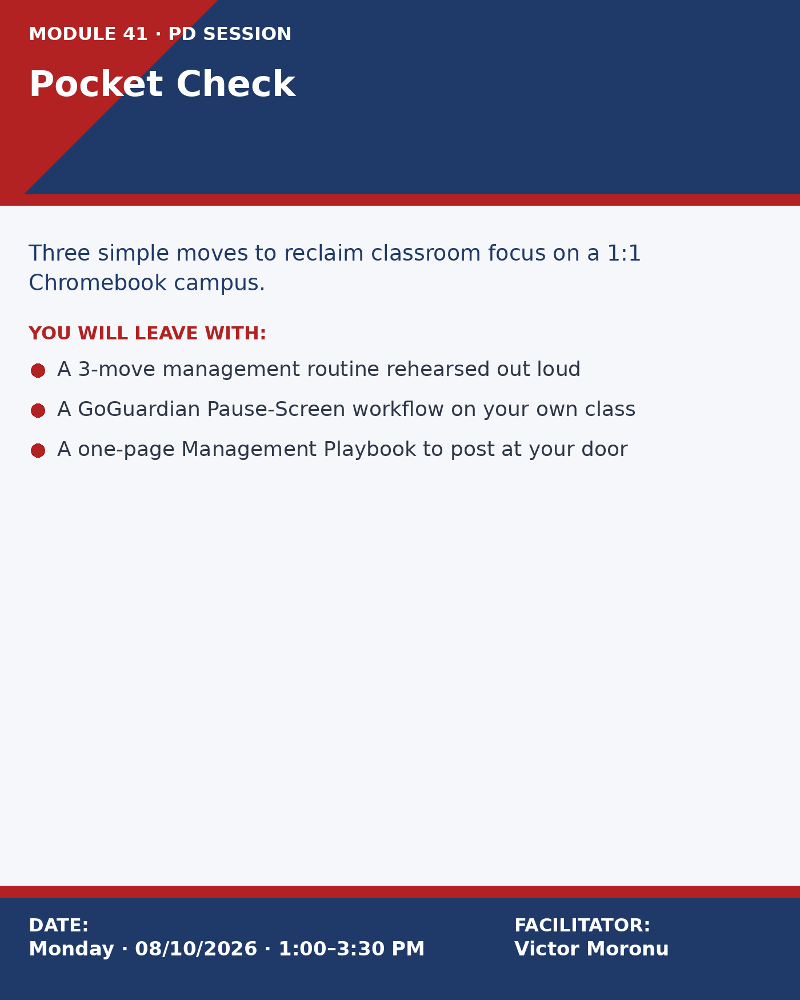 MODULE 41 · PD SESSION
Pocket Check
Three simple moves to reclaim classroom focus on a 1:1
Chromebook campus.
YOU WILL LEAVE WITH:
● A 3-move management routine rehearsed out loud
● A GoGuardian Pause-Screen workflow on your own class
● A one-page Management Playbook to post at your door
DATE:
Monday · 08/10/2026 · 1:00–3:30 PM
FACILITATOR:
Victor Moronu